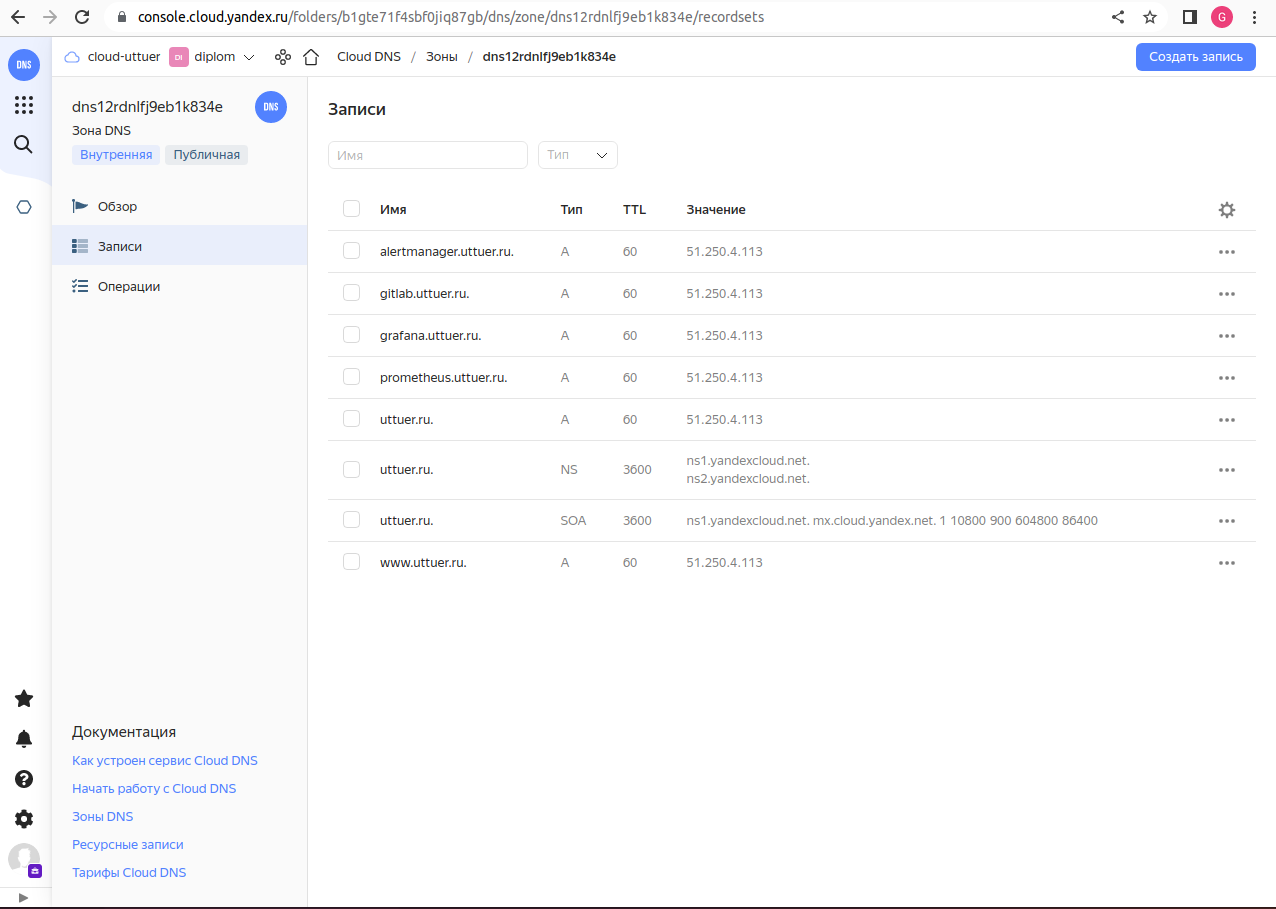 console.cloud.yandex.ru/folders/b1gte71f4sbf0jiq87gb/dns/zone/dns12rdnlfj9eb1k834e/recordsets
G
DNS
cloud-uttuer DI diplom Cloud DNS / Зоны / dns12rdnlfj9eb1k834e
Создать запись
dns12rdnlfj9eb1k834e
DNS
Зона DNS
Внутренняя Публичная
Обзор
Записи
Операции
Документация
Как устроен сервис Cloud DNS
Начать работу с Cloud DNS
Зоны DNS
Ресурсные записи
Тарифы Cloud DNS
Записи
Имя Тип
Имя Тип TTL Значение
alertmanager.uttuer.ru. A 60 51.250.4.113
gitlab.uttuer.ru. A 60 51.250.4.113
grafana.uttuer.ru. A 60 51.250.4.113
prometheus.uttuer.ru. A 60 51.250.4.113
uttuer.ru. A 60 51.250.4.113
uttuer.ru. NS 3600 ns1.yandexcloud.net.
ns2.yandexcloud.net.
uttuer.ru. SOA 3600 ns1.yandexcloud.net. mx.cloud.yandex.net. 1 10800 900 604800 86400
www.uttuer.ru. A 60 51.250.4.113